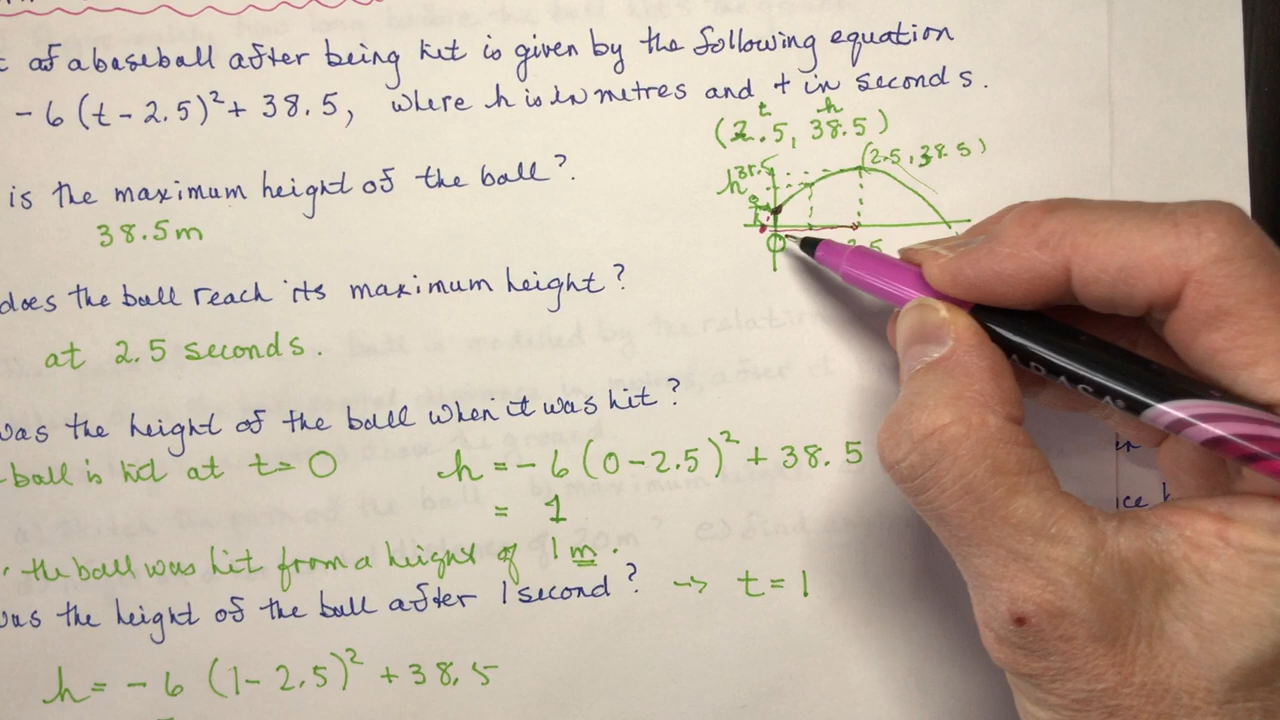 of a baseball after being hit is given by the following equation
- 6 (t - 2.5)² + 38.5, where h is in metres and t in seconds.
t h
(2.5, 38.5)
(2.5, 38.5)
38.5
h
is the maximum height of the ball?
38.5m
0
2.5
does the ball reach its maximum height?
at 2.5 seconds.
was the height of the ball when it was hit?
ball is hit at t = 0 h = - 6 (0 - 2.5)² + 38.5
= 1
the ball was hit from a height of 1 m.
was the height of the ball after 1 second? → t = 1
h = - 6 (1 - 2.5)² + 38.5